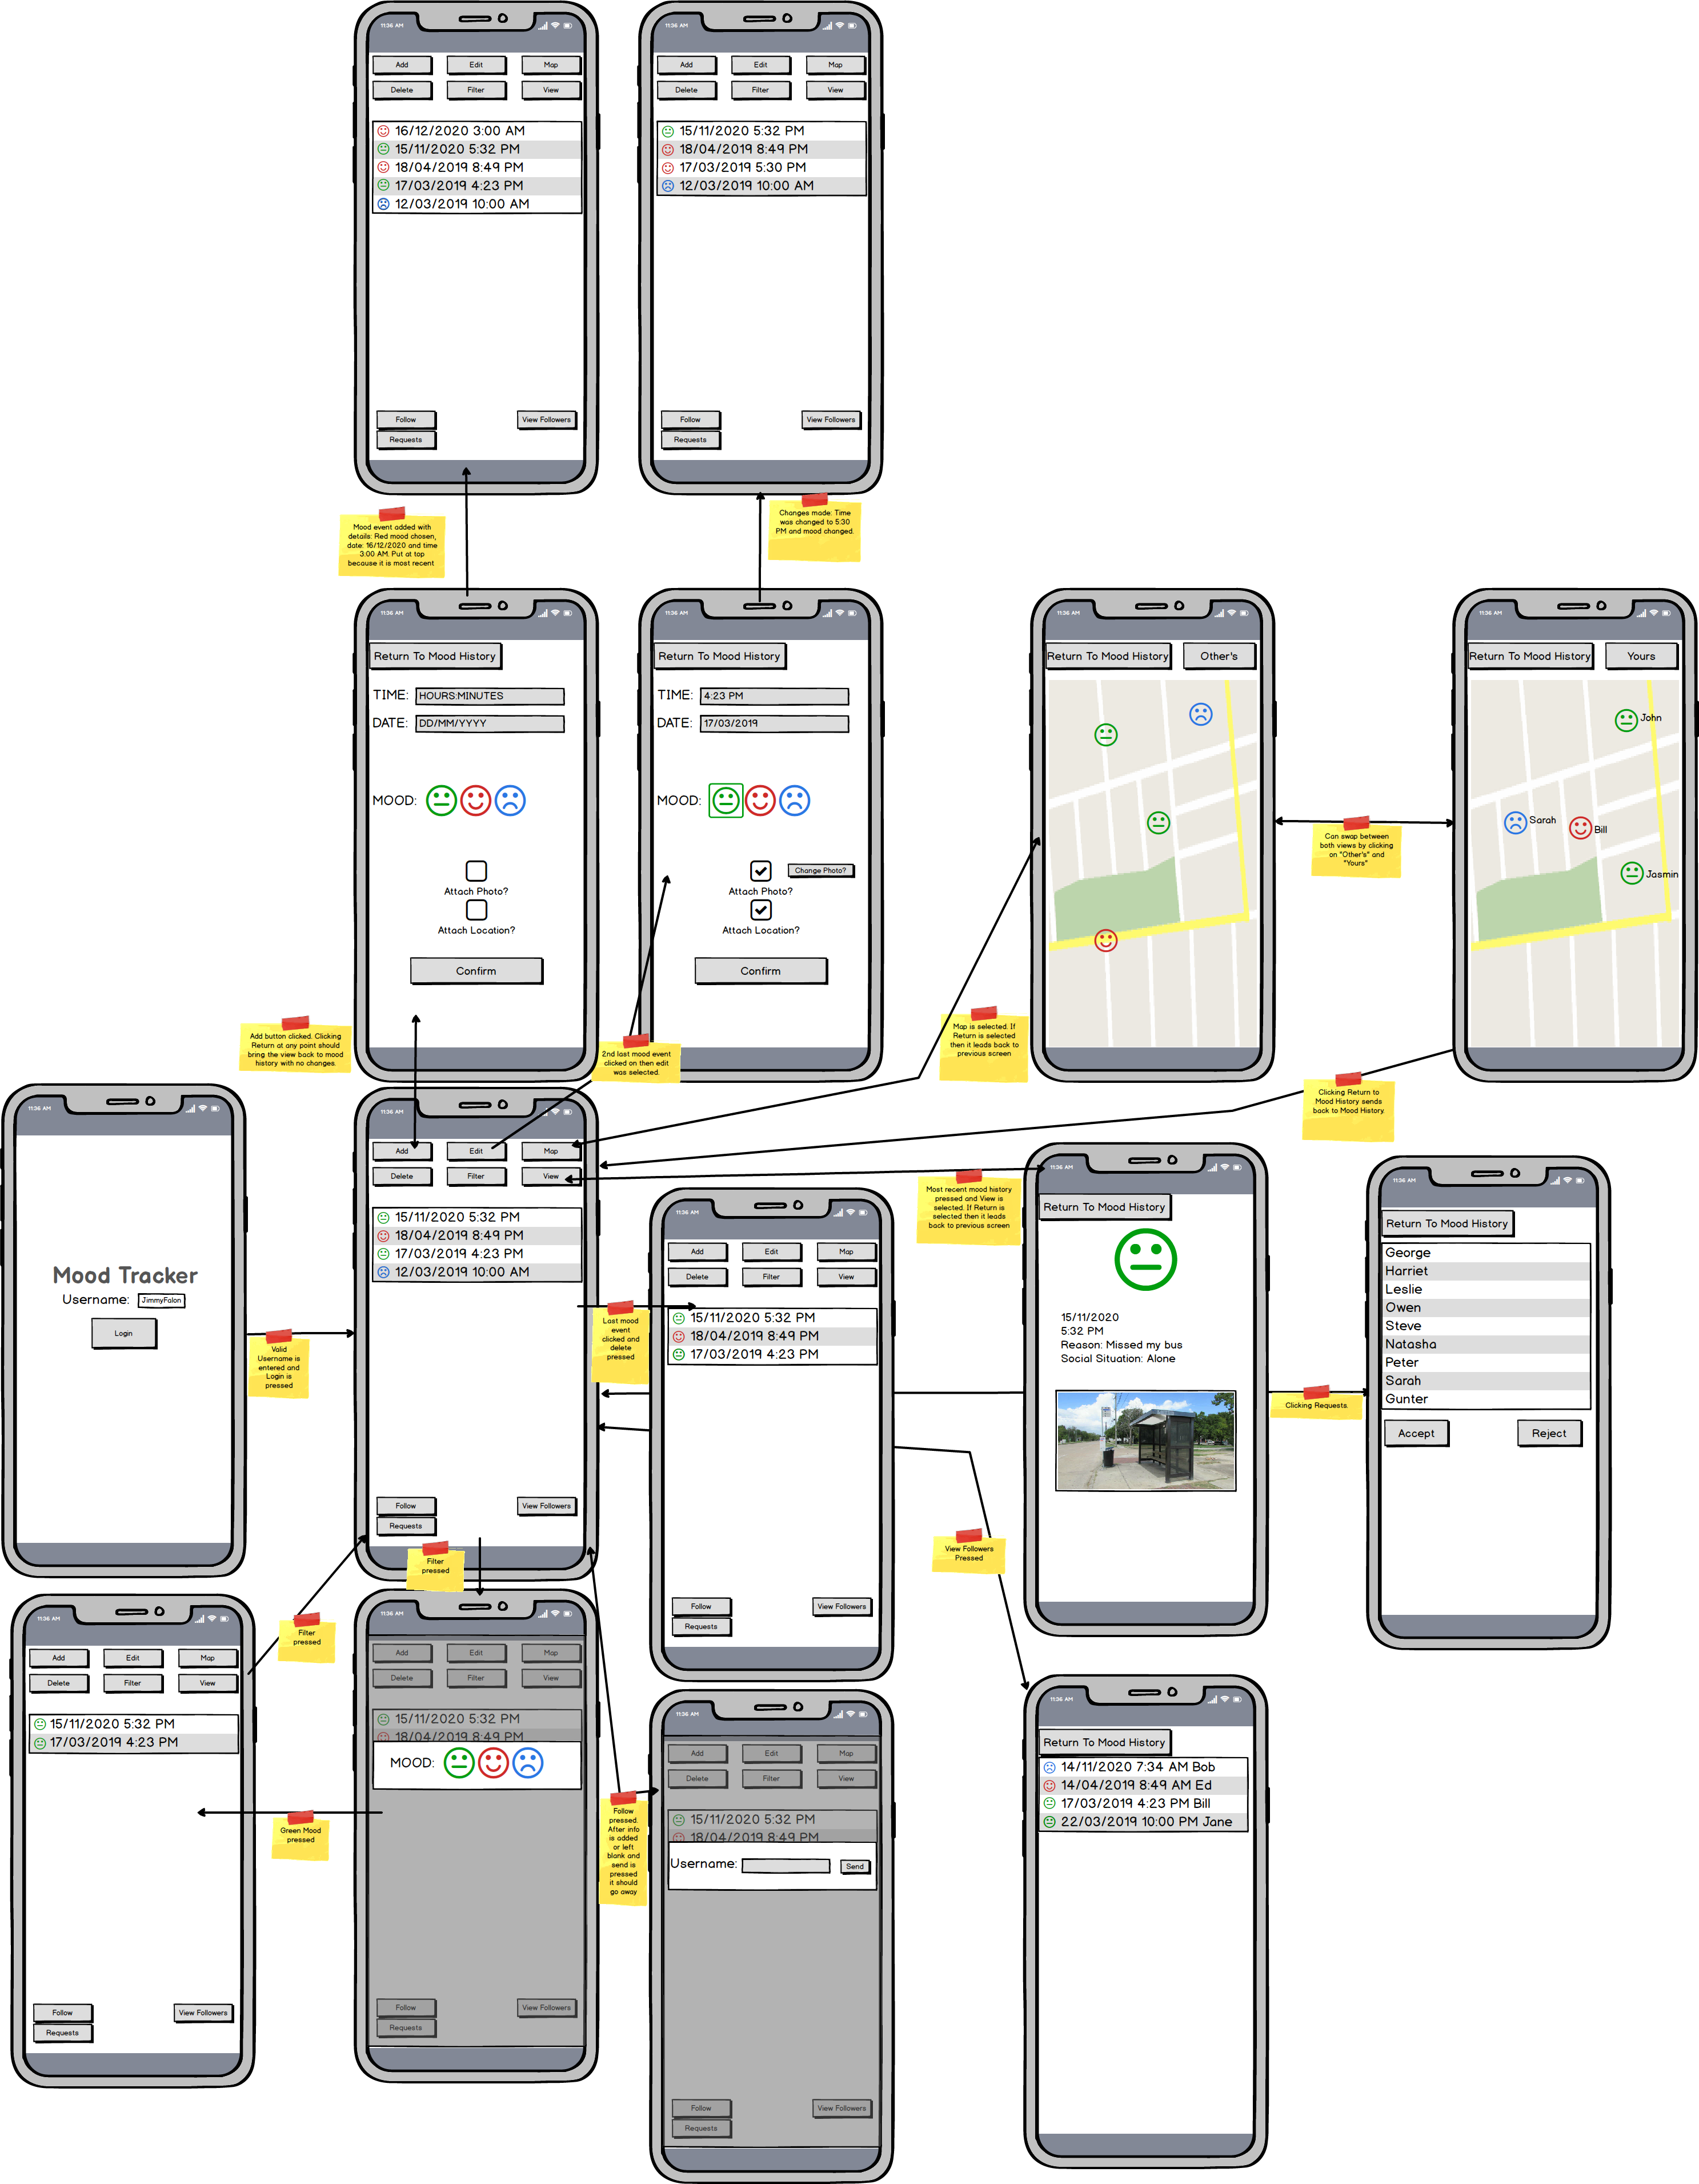 11:36 AM
Add
Edit
Map
Delete
Filter
View
16/12/2020 3:00 AM
15/11/2020 5:32 PM
18/04/2019 8:49 PM
17/03/2019 4:23 PM
12/03/2019 10:00 AM
Follow
View Followers
Requests
11:36 AM
Add
Edit
Map
Delete
Filter
View
15/11/2020 5:32 PM
18/04/2019 8:49 PM
17/03/2019 5:30 PM
12/03/2019 10:00 AM
Follow
View Followers
Requests
Mood event added with
details: Red mood chosen,
date: 16/12/2020 and time
3:00 AM. Put at top
because it is most recent
Changes made: Time
was changed to 5:30
PM and mood changed.
11:36 AM
Return To Mood History
TIME: HOURS:MINUTES
DATE: DD/MM/YYYY
MOOD:
Attach Photo?
Attach Location?
Confirm
11:36 AM
Return To Mood History
TIME: 4:23 PM
DATE: 17/03/2019
MOOD:
Change Photo?
Attach Photo?
Attach Location?
Confirm
11:36 AM
Return To Mood History
Other's
Can swap between
both views by clicking
on "Other's" and
"Yours"
11:36 AM
Return To Mood History
Yours
John
Sarah
Bill
Jasmin
Add button clicked. Clicking
Return at any point should
bring the view back to mood
history with no changes.
2nd last mood event
clicked on then edit
was selected.
Map is selected. If
Return is selected
then it leads back to
previous screen
Clicking Return to
Mood History sends
back to Mood History.
11:36 AM
Mood Tracker
Username: JimmyFalon
Login
Valid
Username is
entered and
Login is
pressed
11:36 AM
Add
Edit
Map
Delete
Filter
View
15/11/2020 5:32 PM
18/04/2019 8:49 PM
17/03/2019 4:23 PM
12/03/2019 10:00 AM
Follow
View Followers
Requests
Last mood
event
clicked and
delete
pressed
11:36 AM
Add
Edit
Map
Delete
Filter
View
15/11/2020 5:32 PM
18/04/2019 8:49 PM
17/03/2019 4:23 PM
Follow
View Followers
Requests
Most recent mood history
pressed and View is
selected. If Return is
selected then it leads
back to previous screen
11:36 AM
Return To Mood History
15/11/2020
5:32 PM
Reason: Missed my bus
Social Situation: Alone
Clicking Requests.
11:36 AM
Return To Mood History
George
Harriet
Leslie
Owen
Steve
Natasha
Peter
Sarah
Gunter
Accept
Reject
View Followers
Pressed
Filter
pressed
Filter
pressed
11:36 AM
Add
Edit
Map
Delete
Filter
View
15/11/2020 5:32 PM
17/03/2019 4:23 PM
Follow
View Followers
Requests
Green Mood
pressed
11:36 AM
Add
Edit
Map
Delete
Filter
View
15/11/2020 5:32 PM
18/04/2019 8:49 PM
MOOD:
Follow
View Followers
Requests
Follow
pressed.
After info
is added
or left
blank and
send is
pressed
it should
go away
11:36 AM
Add
Edit
Map
Delete
Filter
View
15/11/2020 5:32 PM
18/04/2019 8:49 PM
Username:
Send
Follow
View Followers
Requests
11:36 AM
Return To Mood History
14/11/2020 7:34 AM Bob
14/04/2019 8:49 AM Ed
17/03/2019 4:23 PM Bill
22/03/2019 10:00 PM Jane